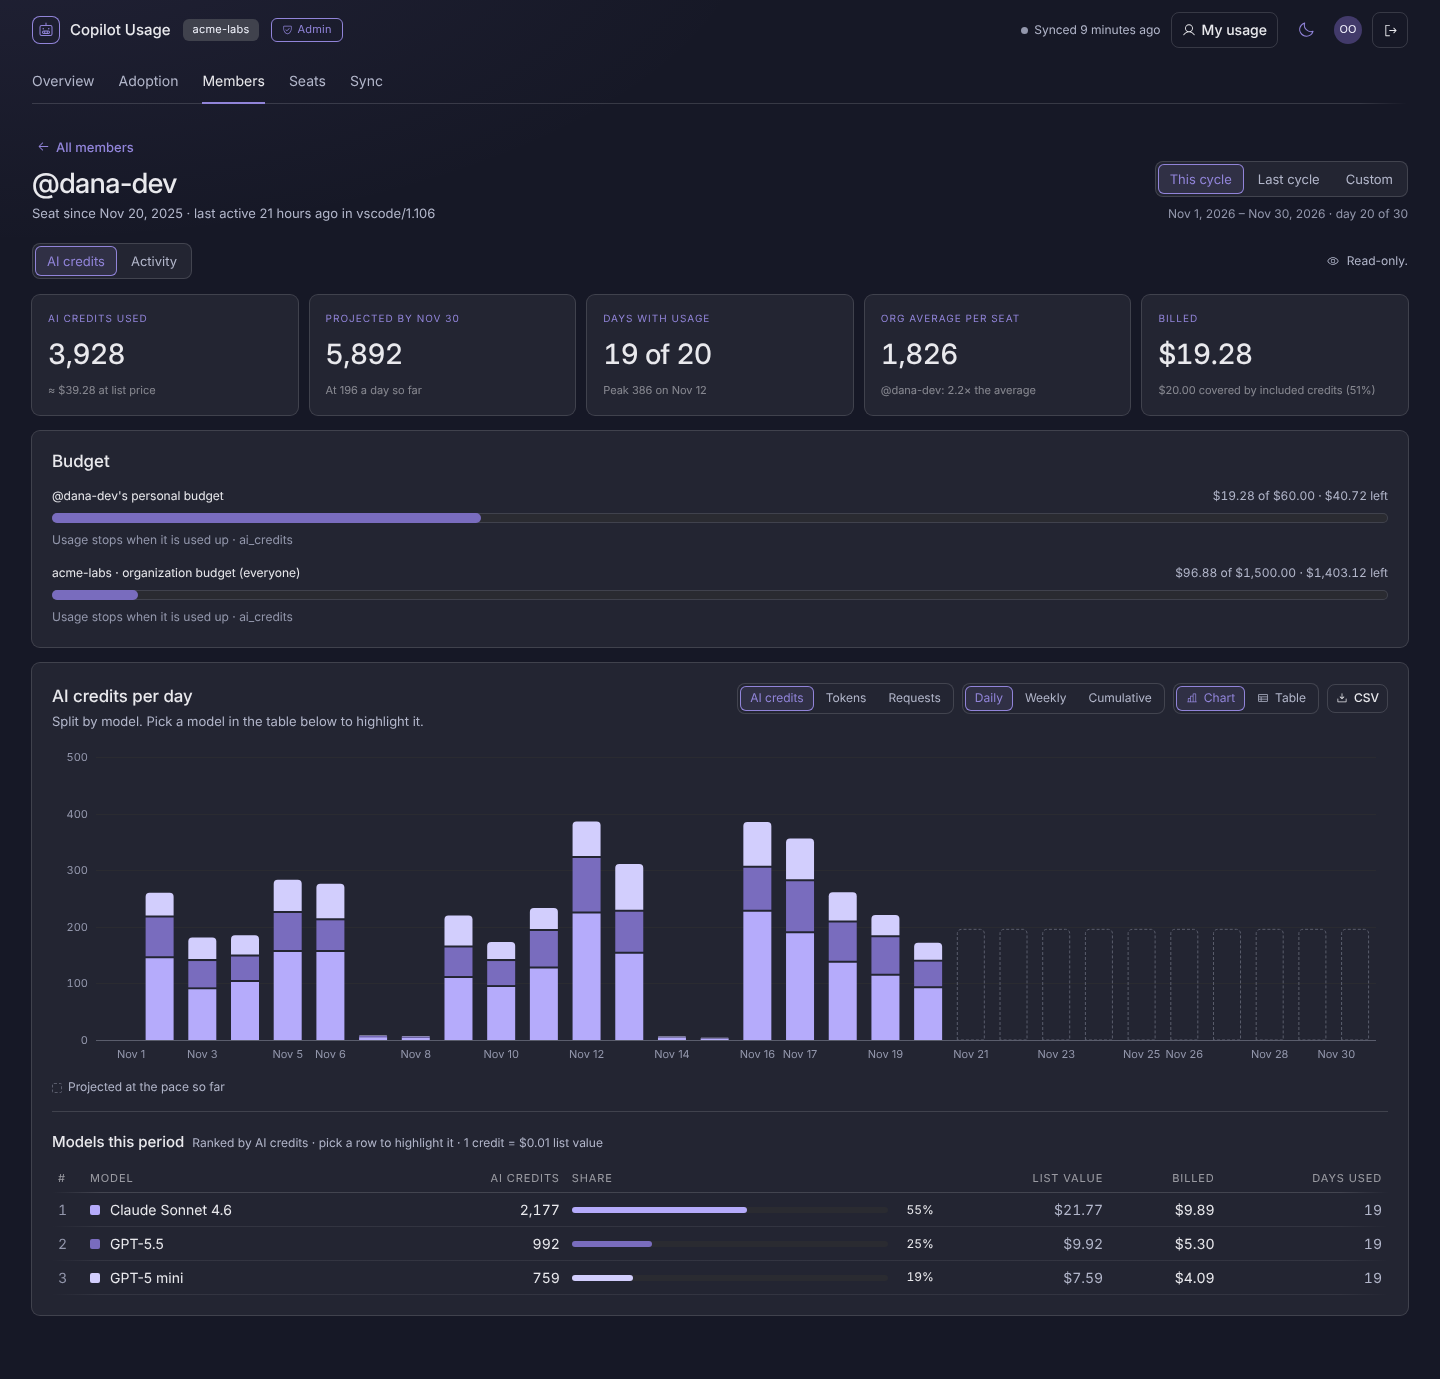 Copilot Usage acme-labs Admin Synced 9 minutes ago My usage OO
Overview Adoption Members Seats Sync
← All members
@dana-dev
Seat since Nov 20, 2025 · last active 21 hours ago in vscode/1.106
This cycle Last cycle Custom
Nov 1, 2026 – Nov 30, 2026 · day 20 of 30
AI credits Activity
Read-only.
AI CREDITS USED
3,928
≈ $39.28 at list price
PROJECTED BY NOV 30
5,892
At 196 a day so far
DAYS WITH USAGE
19 of 20
Peak 386 on Nov 12
ORG AVERAGE PER SEAT
1,826
@dana-dev: 2.2× the average
BILLED
$19.28
$20.00 covered by included credits (51%)
Budget
@dana-dev's personal budget $19.28 of $60.00 · $40.72 left
Usage stops when it is used up · ai_credits
acme-labs · organization budget (everyone) $96.88 of $1,500.00 · $1,403.12 left
Usage stops when it is used up · ai_credits
AI credits per day
Split by model. Pick a model in the table below to highlight it.
AI credits Tokens Requests Daily Weekly Cumulative Chart Table CSV
500
400
300
200
100
0
Nov 1 Nov 3 Nov 5 Nov 6 Nov 8 Nov 10 Nov 12 Nov 14 Nov 16 Nov 17 Nov 19 Nov 21 Nov 23 Nov 25 Nov 26 Nov 28 Nov 30
Projected at the pace so far
Models this period Ranked by AI credits · pick a row to highlight it · 1 credit = $0.01 list value
# MODEL AI CREDITS SHARE LIST VALUE BILLED DAYS USED
1 Claude Sonnet 4.6 2,177 55% $21.77 $9.89 19
2 GPT-5.5 992 25% $9.92 $5.30 19
3 GPT-5 mini 759 19% $7.59 $4.09 19